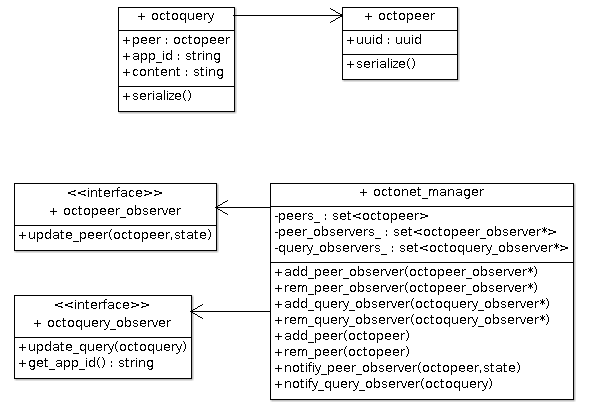 + octoquery
+peer : octopeer
+app_id : string
+content : sting
+serialize()
+ octopeer
+uuid : uuid
+serialize()
<<interface>>
+ octopeer_observer
+update_peer(octopeer,state)
<<interface>>
+ octoquery_observer
+update_query(octoquery)
+get_app_id() : string
+ octonet_manager
-peers_ : set<octopeer>
-peer_observers_ : set<octopeer_observer*>
-query_observers_ : set<octoquery_observer*>
+add_peer_observer(octopeer_observer*)
+rem_peer_observer(octopeer_observer*)
+add_query_observer(octoquery_observer*)
+rem_query_observer(octoquery_observer*)
+add_peer(octopeer)
+rem_peer(octopeer)
+notifiy_peer_observer(octopeer,state)
+notify_query_observer(octoquery)